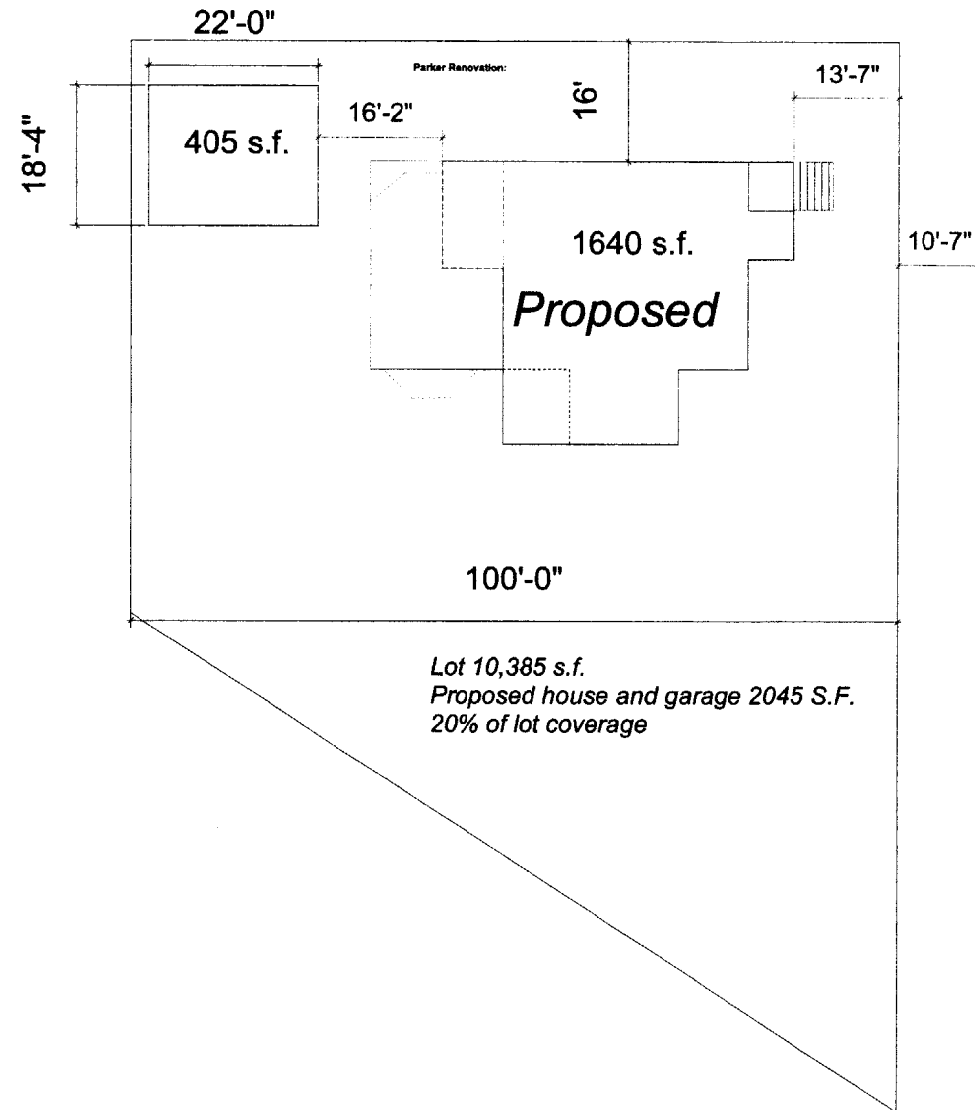 22'-0"
Parker Renovation:
13'-7"
16'
16'-2"
18'-4"
405 s.f.
1640 s.f.
10'-7"
Proposed
100'-0"
Lot 10,385 s.f.
Proposed house and garage 2045 S.F.
20% of lot coverage